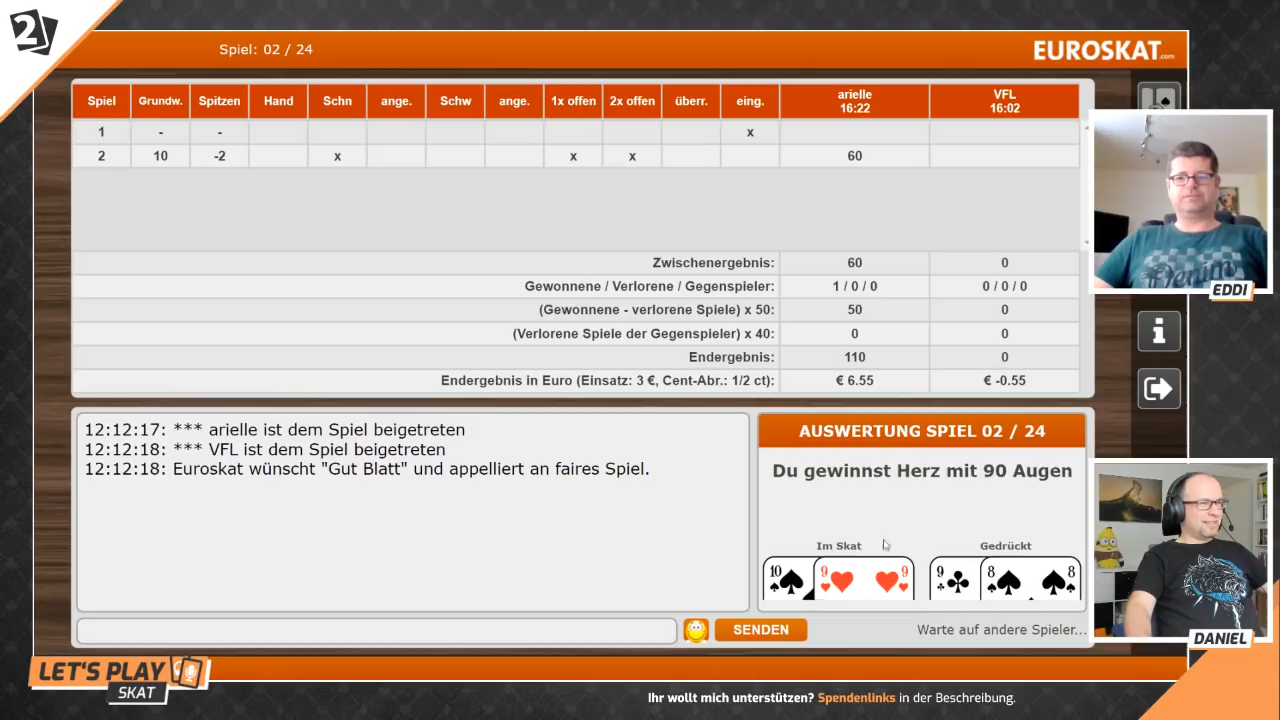 2
Spiel: 02 / 24
EUROSKAT.com
Spiel Grundw. Spitzen Hand Schn ange. Schw ange. 1x offen 2x offen überr. eing. arielle 16:22 VFL 16:02
1 - - x
2 10 -2 x x x 60
Zwischenergebnis: 60 0
Gewonnene / Verlorene / Gegenspieler: 1 / 0 / 0 0 / 0 / 0
(Gewonnene - verlorene Spiele) x 50: 50 0
(Verlorene Spiele der Gegenspieler) x 40: 0 0
Endergebnis: 110 0
Endergebnis in Euro (Einsatz: 3 €, Cent-Abr.: 1/2 ct): € 6.55 € -0.55
EDDI
12:12:17: *** arielle ist dem Spiel beigetreten
12:12:18: *** VFL ist dem Spiel beigetreten
12:12:18: Euroskat wünscht "Gut Blatt" und appelliert an faires Spiel.
AUSWERTUNG SPIEL 02 / 24
Du gewinnst Herz mit 90 Augen
Im Skat Gedrückt
10 9 9 9 8 8
SENDEN
Warte auf andere Spieler...
DANIEL
LET'S PLAY
SKAT
Ihr wollt mich unterstützen? Spendenlinks in der Beschreibung.